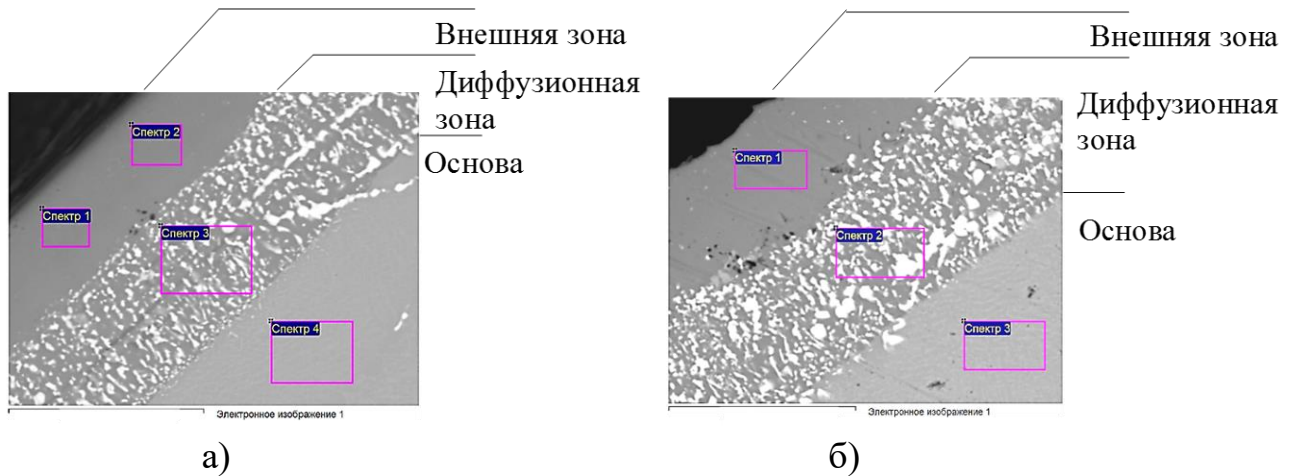 Внешняя зона
Диффузионная
зона
Основа
Спектр 2
Спектр 1
Спектр 3
Спектр 4
Электронное изображение 1
а)
Внешняя зона
Диффузионная
зона
Основа
Спектр 1
Спектр 2
Спектр 3
Электронное изображение 1
б)